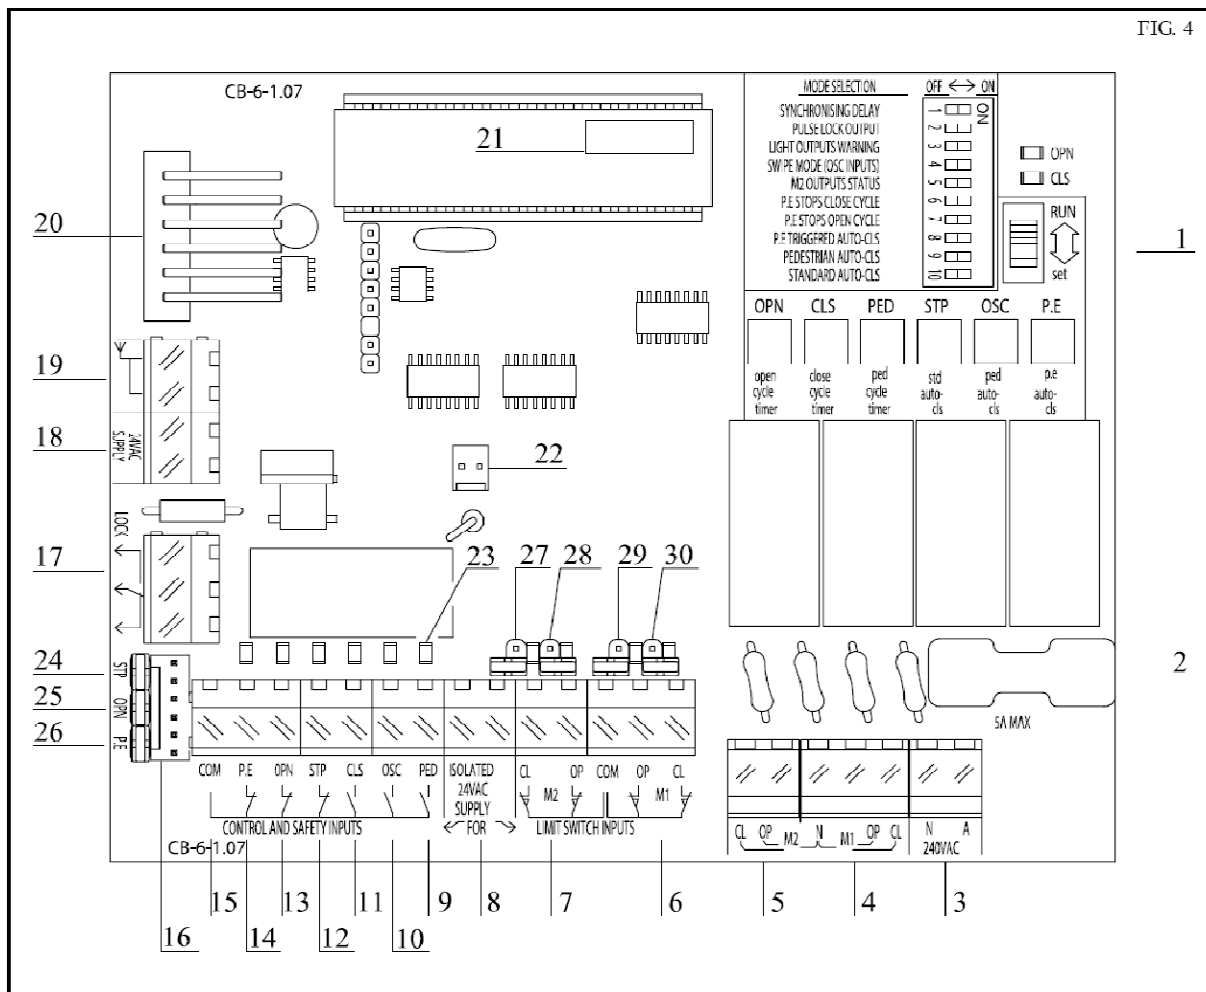 FIG. 4
CB-6-1.07
MODE SELECTION OFF ON
SYNCHRONISING DELAY 1 ON
PULSE LOCK OUTPUT 2
LIGHT OUTPUTS WARNING 3
SWIPE MODE (OSC INPUTS) 4
M2 OUTPUTS STATUS 5
P.E STOPS CLOSE CYCLE 6
P.E STOPS OPEN CYCLE 7
P.E TRIGGERED AUTO-CLS 8
PEDESTRIAN AUTO-CLS 9
STANDARD AUTO-CLS 10
OPN
CLS
RUN
set
1
21
20
OPN CLS PED STP OSC P.E
open close ped std ped p.e
cycle cycle cycle auto- auto- auto-
timer timer timer cls cls cls
19
18
24VAC
SUPPLY
22
LOCK
17
23 27 28 29 30
24 STP
25 OPN
26 P.E
2
5A MAX
COM P.E OPN STP CLS OSC PED ISOLATED CL OP COM OP CL
24VAC M2 M1
SUPPLY
CONTROL AND SAFETY INPUTS FOR LIMIT SWITCH INPUTS
CL OP M2 N M1 OP CL N A
240VAC
CB-6-1.07
15 13 11 9 8 7 6 5 4 3
16 14 12 10